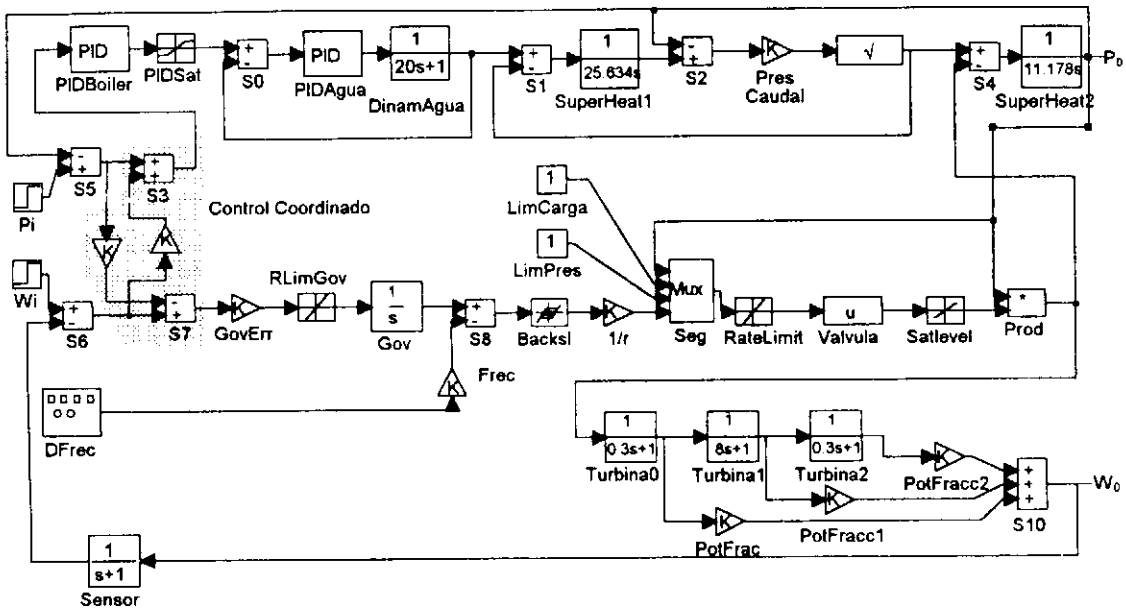 PID
PIDBoiler
PIDSat
+
-
S0
PID
PIDAgua
1
20s+1
DinamAgua
+
-
S1
1
25.634s
SuperHeat1
-
+
S2
K
Pres
Caudal
√
+
-
S4
1
11.178s
SuperHeat2
P₀
-
+
S5
+
+
S3
Pi
K
K
Control Coordinado
Wi
+
-
S6
-
+
S7
K
GovErr
RLimGov
1
s
Gov
+
-
S8
Backsl
K
1/r
1
LimCarga
1
LimPres
Mux
Seg
RateLimit
u
Valvula
Satlevel
*
Prod
K
Frec
DFrec
1
0.3s+1
Turbina0
1
8s+1
Turbina1
1
0.3s+1
Turbina2
K
PotFracc2
K
PotFracc1
K
PotFrac
+
+
+
S10
W₀
1
s+1
Sensor